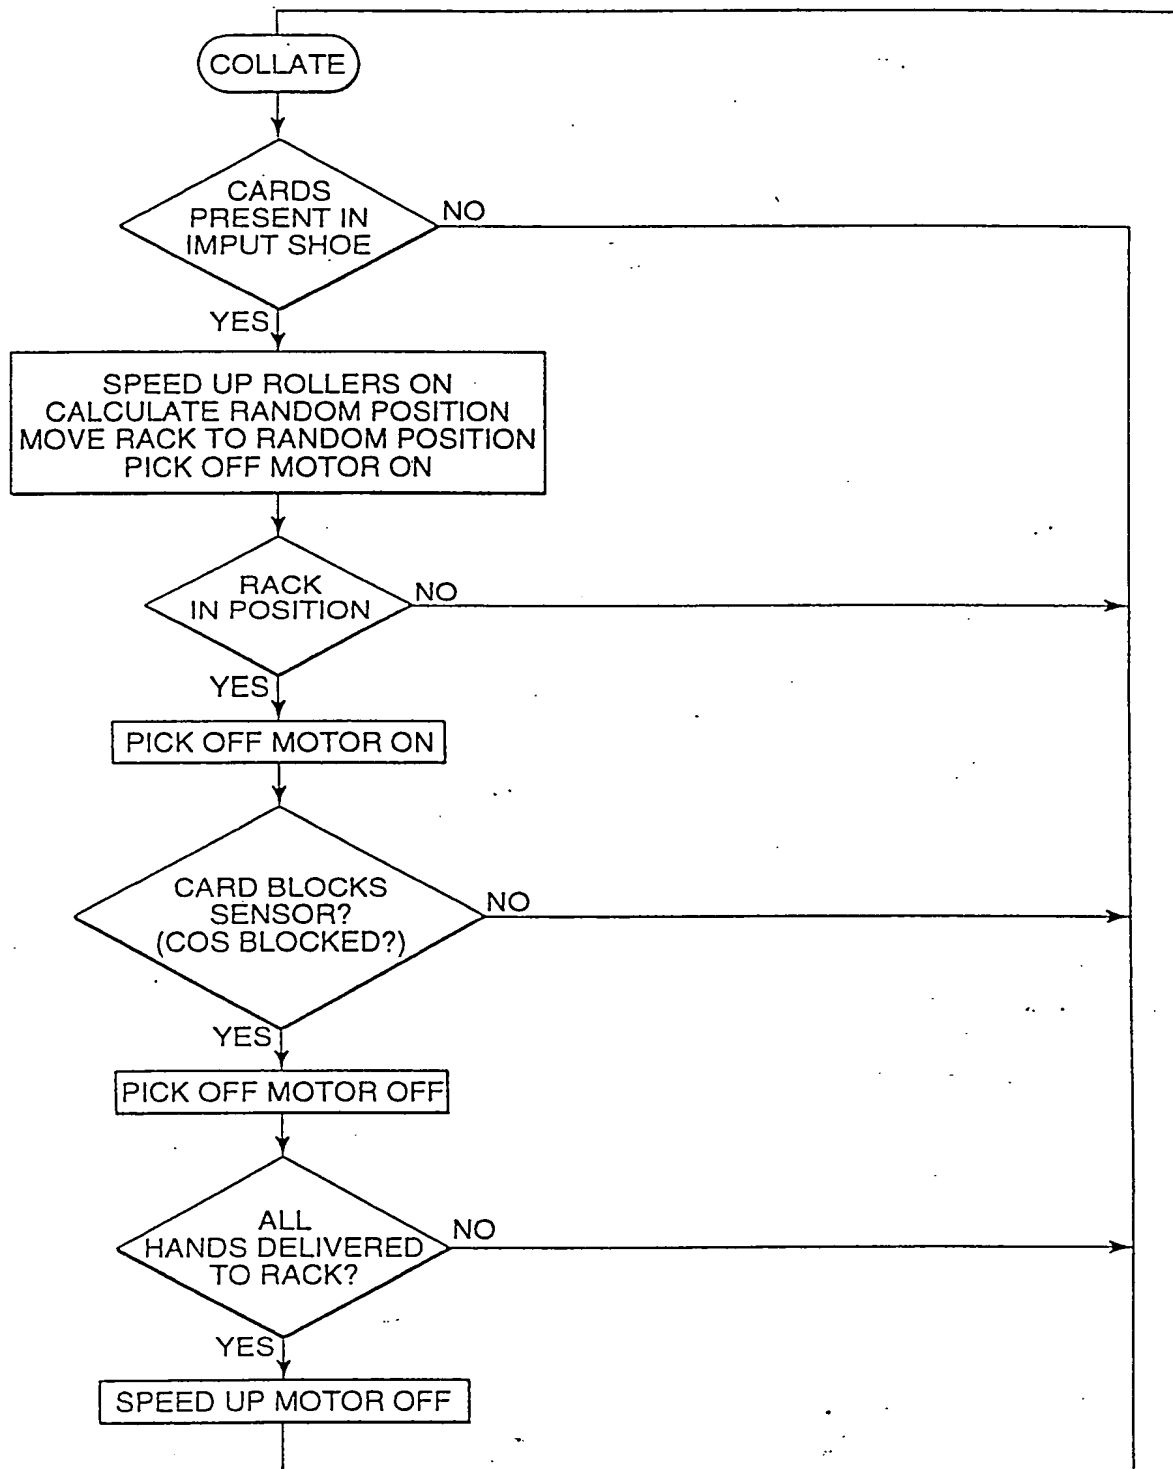 COLLATE
CARDS
PRESENT IN
IMPUT SHOE
NO
YES
SPEED UP ROLLERS ON
CALCULATE RANDOM POSITION
MOVE RACK TO RANDOM POSITION
PICK OFF MOTOR ON
RACK
IN POSITION
NO
YES
PICK OFF MOTOR ON
CARD BLOCKS
SENSOR?
(COS BLOCKED?)
NO
YES
PICK OFF MOTOR OFF
ALL
HANDS DELIVERED
TO RACK?
NO
YES
SPEED UP MOTOR OFF